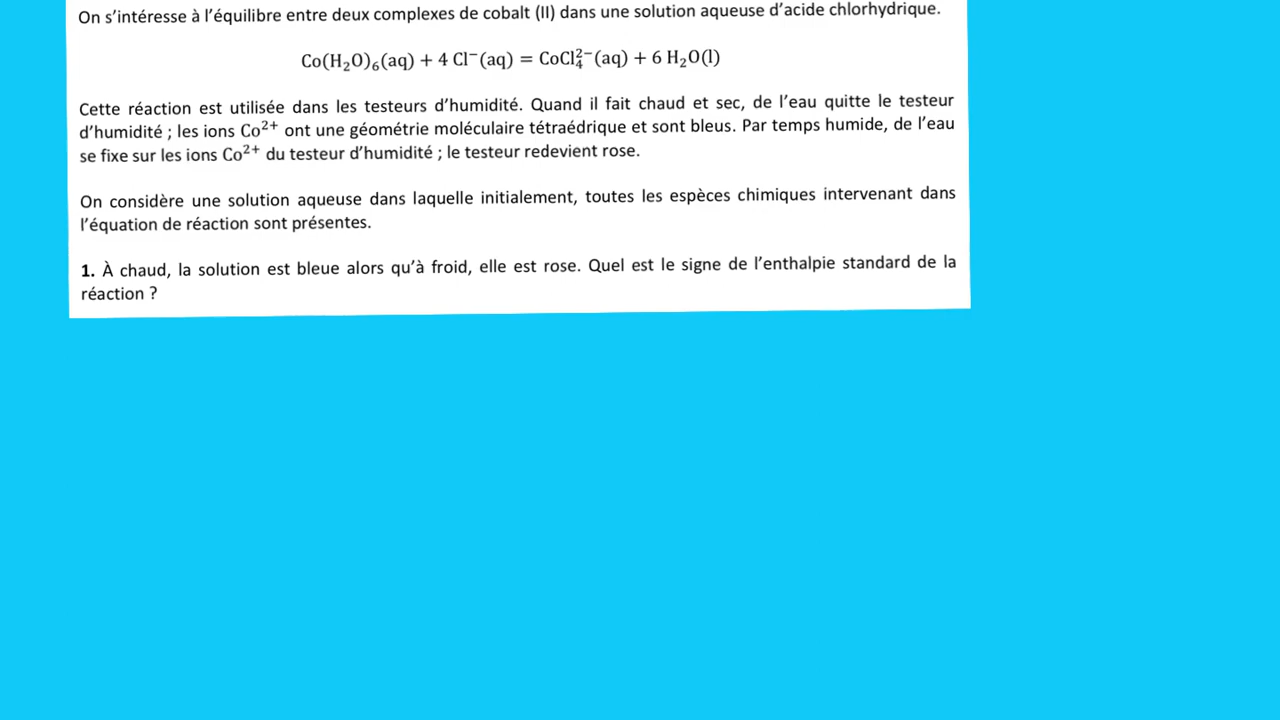 On s'intéresse à l'équilibre entre deux complexes de cobalt (II) dans une solution aqueuse d'acide chlorhydrique.
Co(H₂O)₆(aq) + 4 Cl⁻(aq) = CoCl₄²⁻(aq) + 6 H₂O(l)
Cette réaction est utilisée dans les testeurs d'humidité. Quand il fait chaud et sec, de l'eau quitte le testeur
d'humidité ; les ions Co²⁺ ont une géométrie moléculaire tétraédrique et sont bleus. Par temps humide, de l'eau
se fixe sur les ions Co²⁺ du testeur d'humidité ; le testeur redevient rose.
On considère une solution aqueuse dans laquelle initialement, toutes les espèces chimiques intervenant dans
l'équation de réaction sont présentes.
1. À chaud, la solution est bleue alors qu'à froid, elle est rose. Quel est le signe de l'enthalpie standard de la
réaction ?